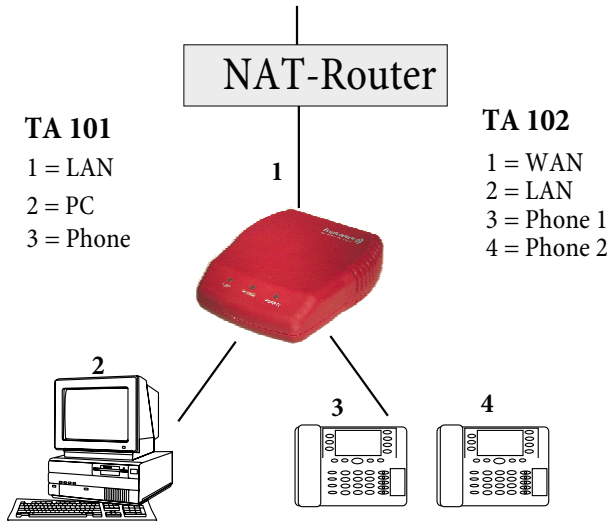 NAT-Router
TA 101
1 = LAN
2 = PC
3 = Phone
TA 102
1 = WAN
2 = LAN
3 = Phone 1
4 = Phone 2
1
2
3
4